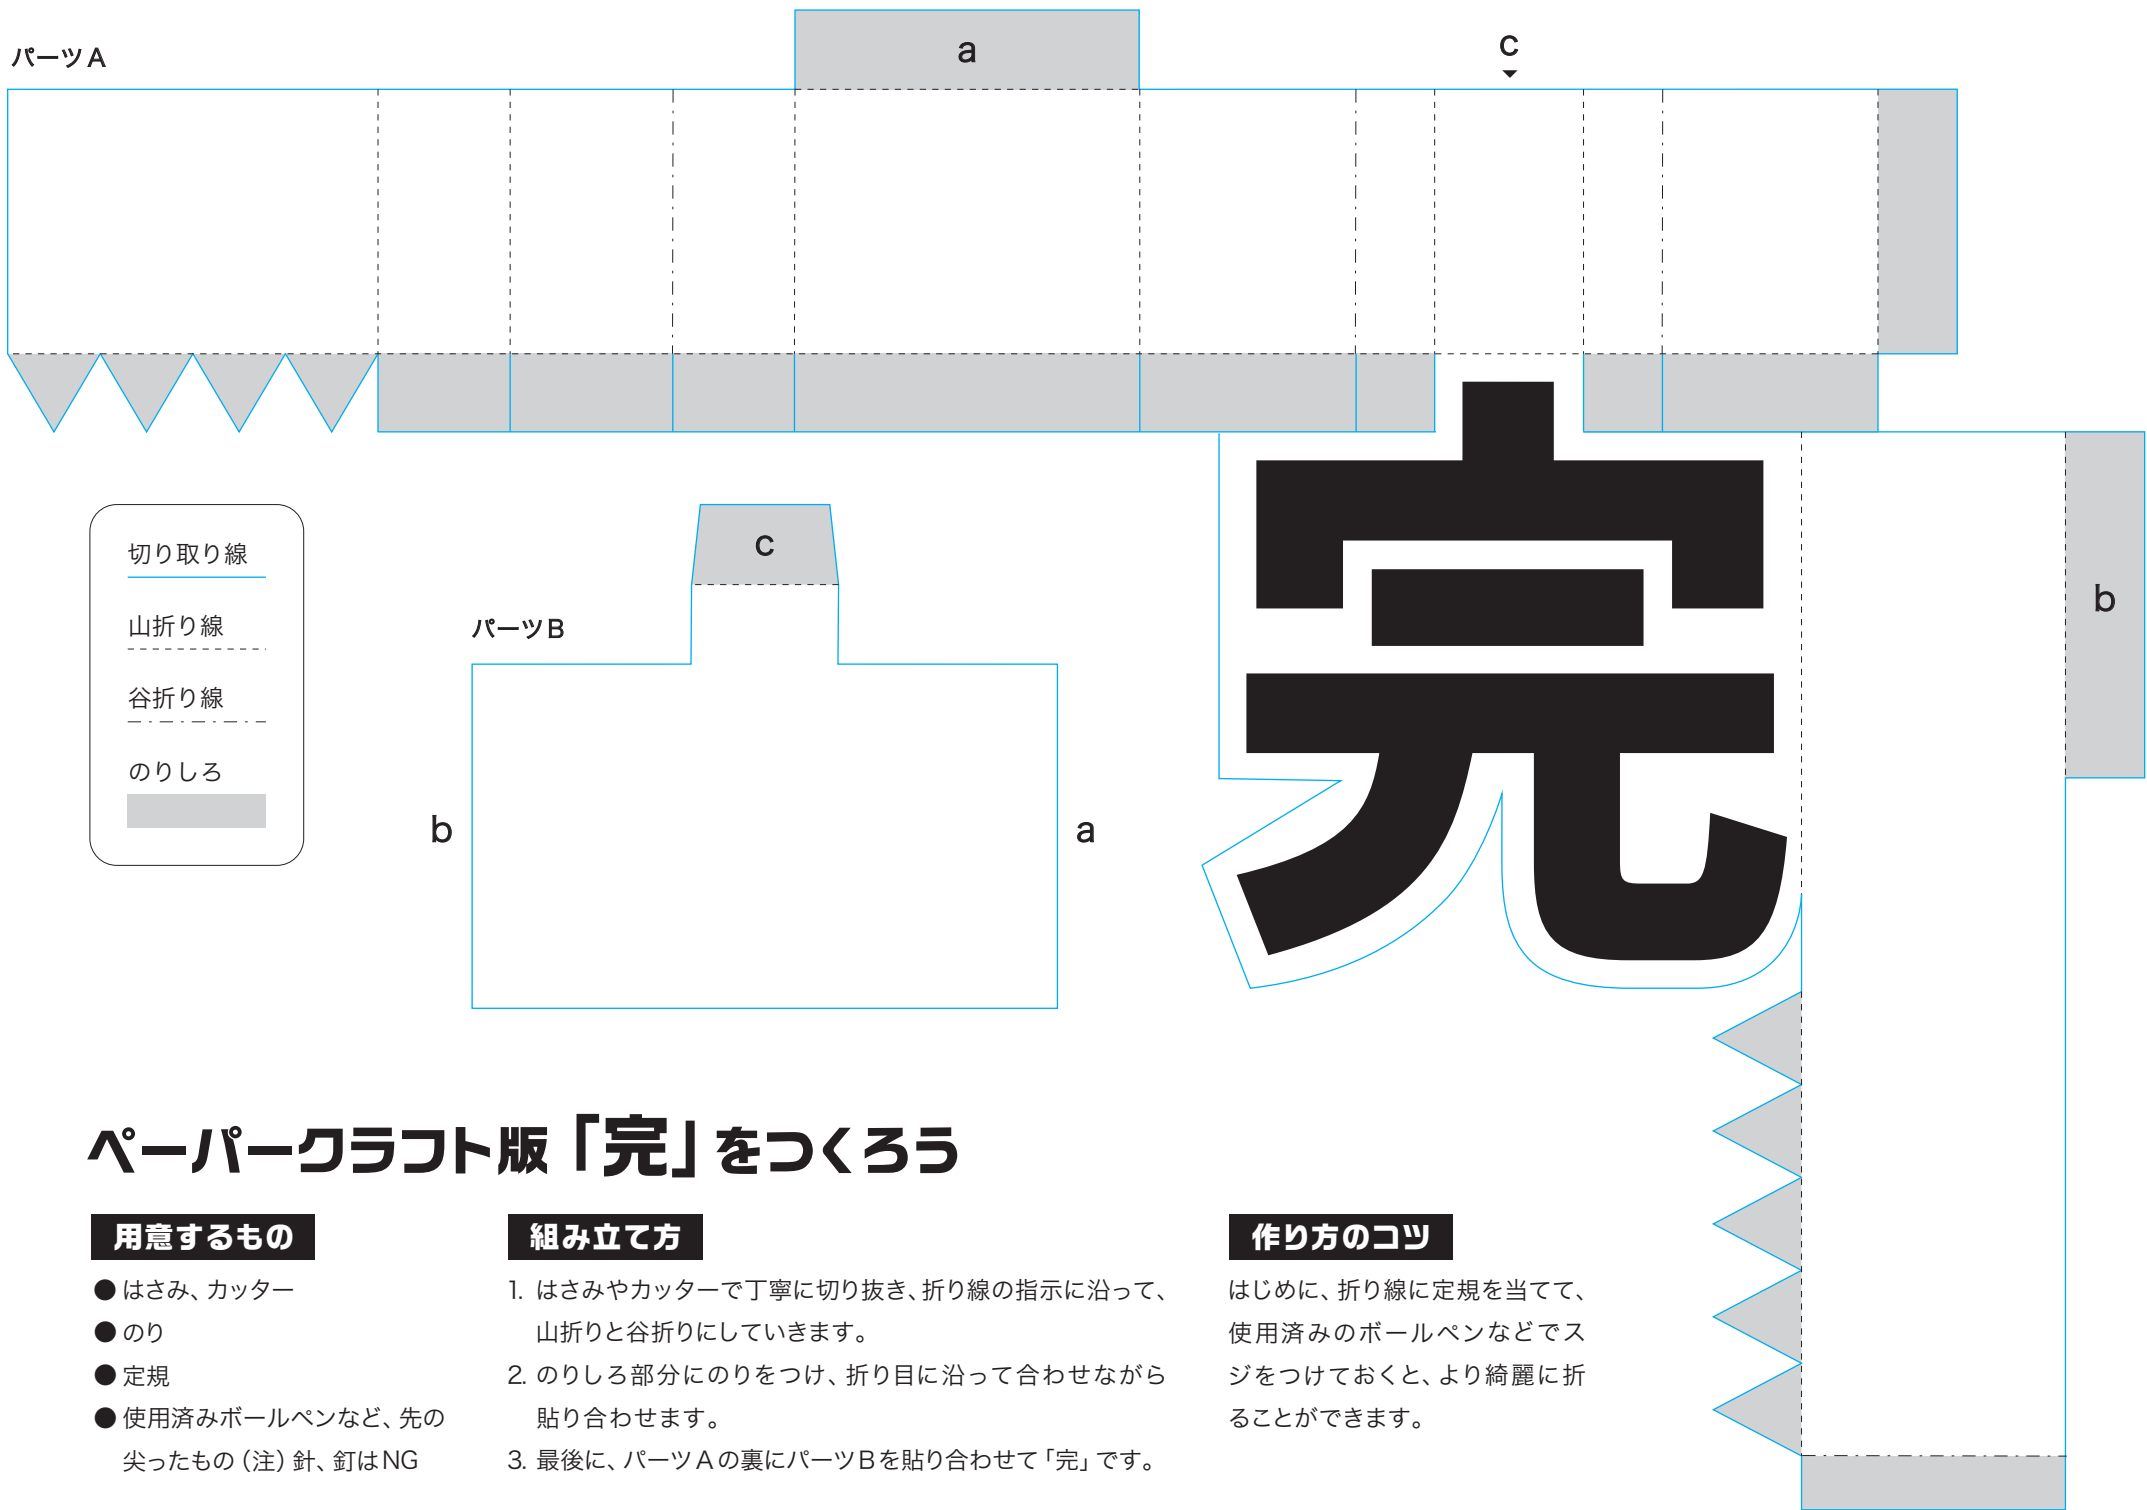 パーツA
a
c
完
b
切り取り線
山折り線
谷折り線
のりしろ
パーツB
c
b
a
ペーパークラフト版「完」をつくろう
用意するもの
● はさみ、カッター
● のり
● 定規
● 使用済みボールペンなど、先の
尖ったもの（注）針、釘はNG
組み立て方
1. はさみやカッターで丁寧に切り抜き、折り線の指示に沿って、
山折りと谷折りにしていきます。
2. のりしろ部分にのりをつけ、折り目に沿って合わせながら
貼り合わせます。
3. 最後に、パーツAの裏にパーツBを貼り合わせて「完」です。
作り方のコツ
はじめに、折り線に定規を当てて、
使用済みのボールペンなどでス
ジをつけておくと、より綺麗に折
ることができます。